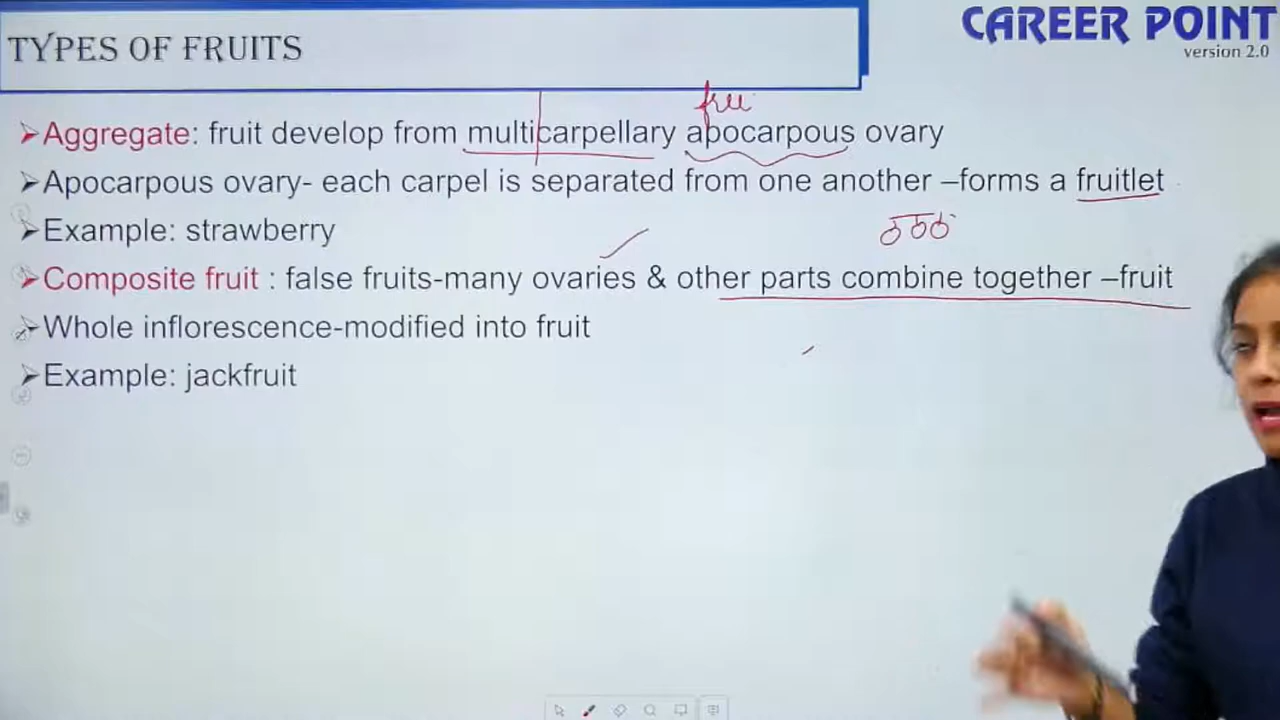 CAREER POINT
version 2.0
TYPES OF FRUITS
free
➢Aggregate: fruit develop from multicarpellary apocarpous ovary
➢Apocarpous ovary- each carpel is separated from one another –forms a fruitlet
➢Example: strawberry
➢Composite fruit : false fruits-many ovaries & other parts combine together –fruit
➢Whole inflorescence-modified into fruit
➢Example: jackfruit